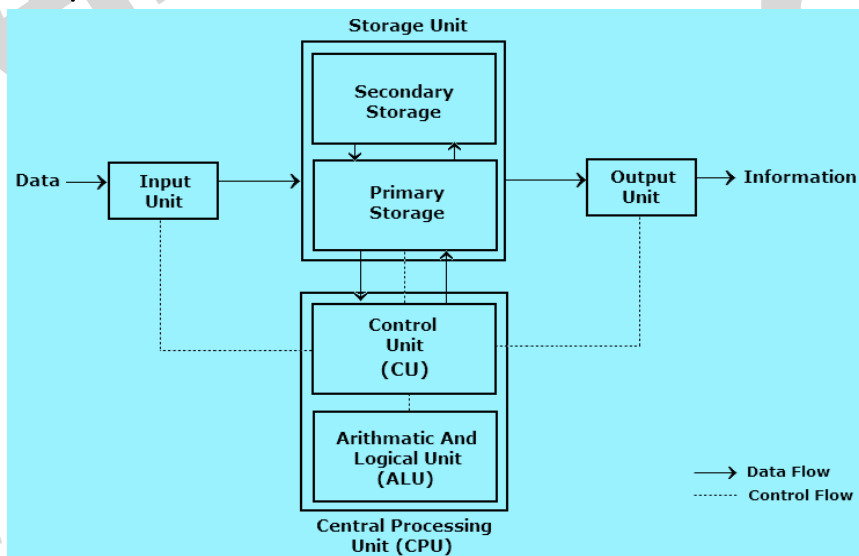 Storage Unit
Secondary
Storage
Data
Input
Unit
Primary
Storage
Output
Unit
Information
Control
Unit
(CU)
Arithmatic And
Logical Unit
(ALU)
Data Flow
Control Flow
Central Processing
Unit (CPU)